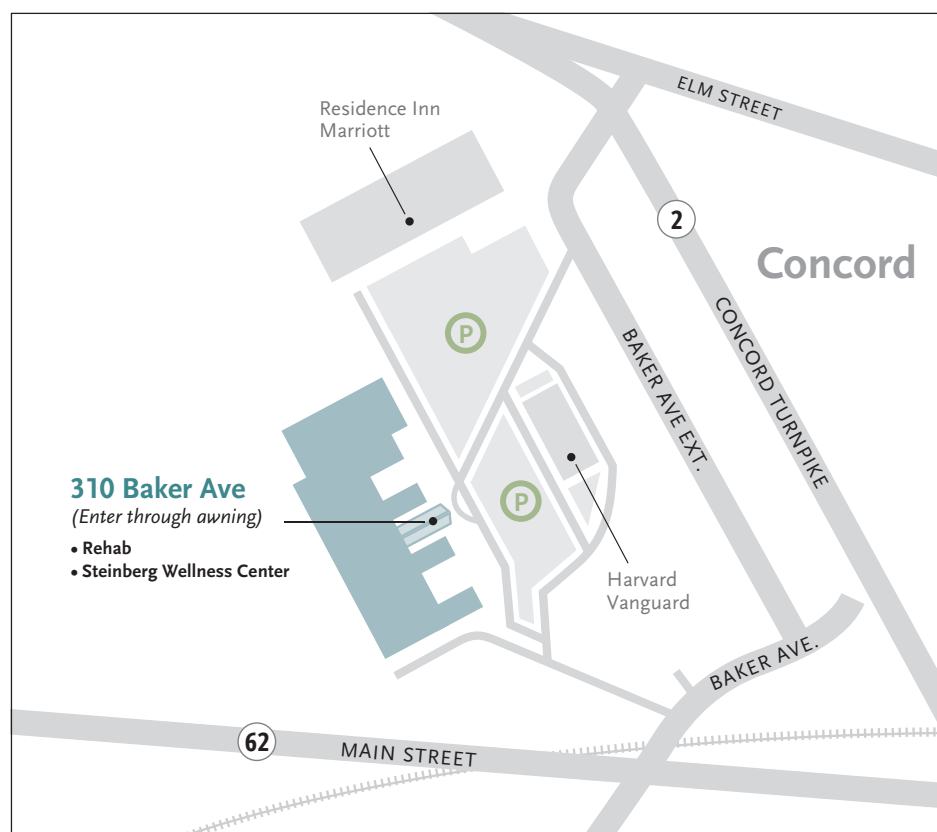 ELM STREET
Residence Inn
Marriott
2
Concord
P
BAKER AVE EXT.
CONCORD TURNPIKE
310 Baker Ave
(Enter through awning)
• Rehab
• Steinberg Wellness Center
P
Harvard
Vanguard
BAKER AVE.
62
MAIN STREET